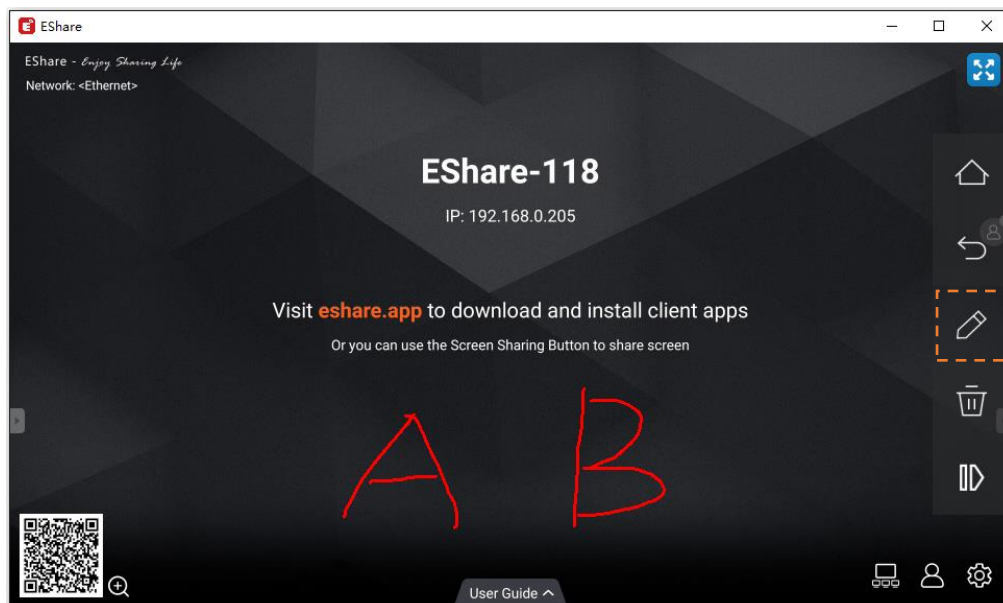 EShare
EShare - Enjoy Sharing Life
Network: <Ethernet>
EShare-118
IP: 192.168.0.205
Visit eshare.app to download and install client apps
Or you can use the Screen Sharing Button to share screen
A B
User Guide